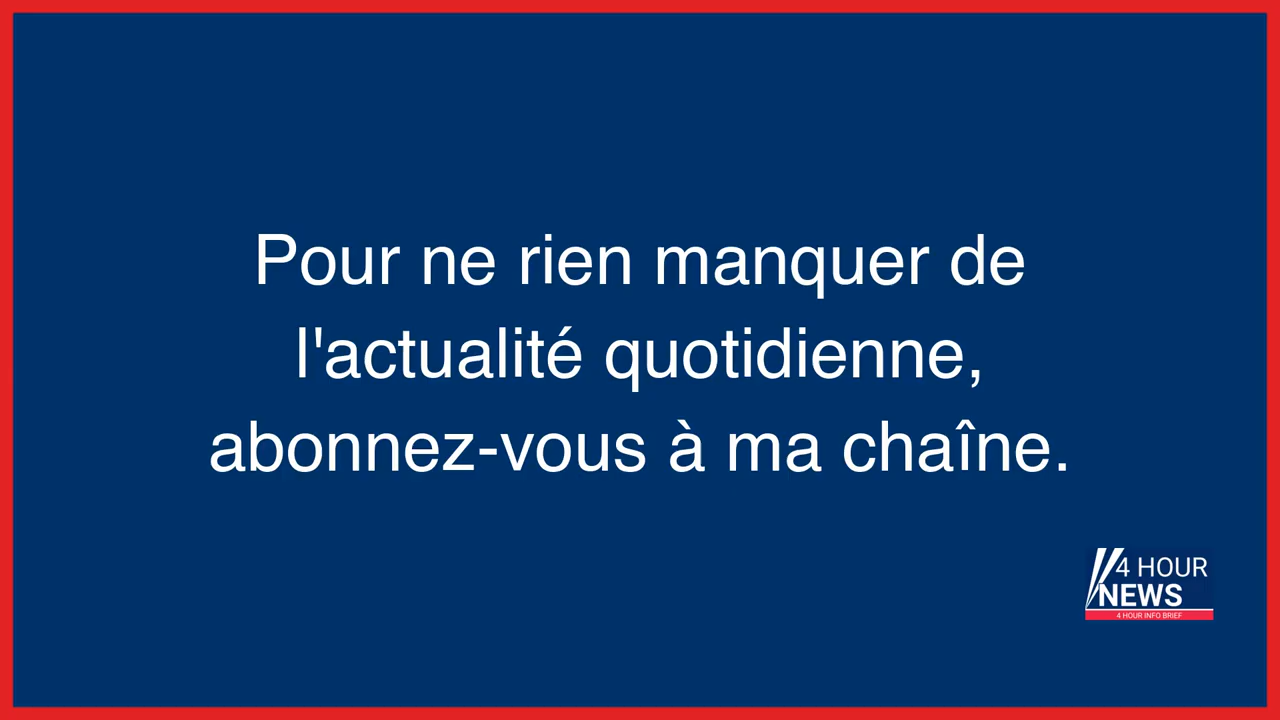 Pour ne rien manquer de
l'actualité quotidienne,
abonnez-vous à ma chaîne.
4 HOUR
NEWS
4 HOUR INFO BRIEF